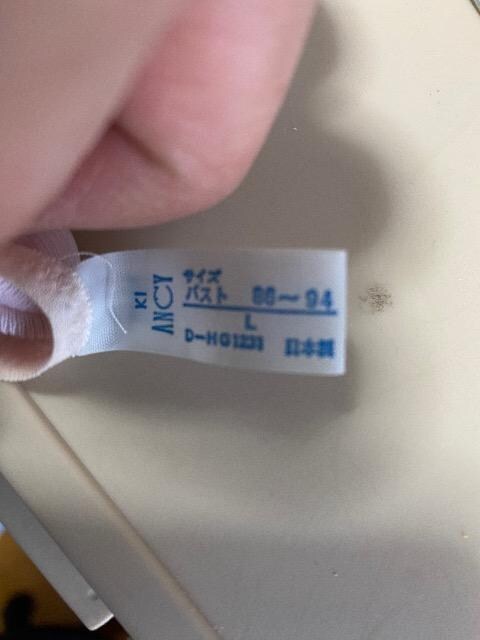 KI
ANCY
サイズ
バスト 86～94
L
D-HG1233 日本製